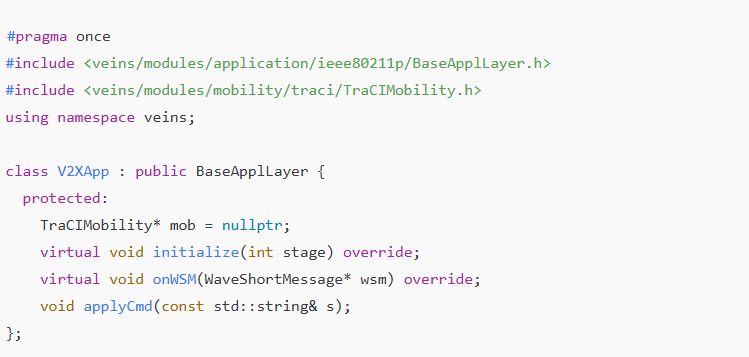 #pragma once
#include <veins/modules/application/ieee80211p/BaseApplLayer.h>
#include <veins/modules/mobility/traci/TraCIMobility.h>
using namespace veins;

class V2XApp : public BaseApplLayer {
  protected:
    TraCIMobility* mob = nullptr;
    virtual void initialize(int stage) override;
    virtual void onWSM(WaveShortMessage* wsm) override;
    void applyCmd(const std::string& s);
};